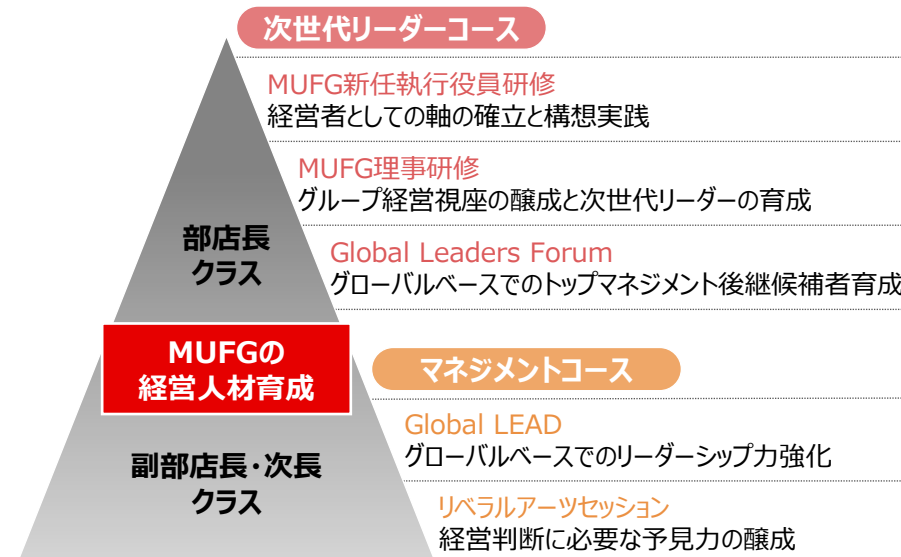 次世代リーダーコース
MUFG新任執行役員研修
経営者としての軸の確立と構想実践
MUFG理事研修
グループ経営視座の醸成と次世代リーダーの育成
部店長
クラス
Global Leaders Forum
グローバルベースでのトップマネジメント後継候補者育成
MUFGの
経営人材育成
マネジメントコース
Global LEAD
グローバルベースでのリーダーシップ力強化
副部店長・次長
クラス
リベラルアーツセッション
経営判断に必要な予見力の醸成